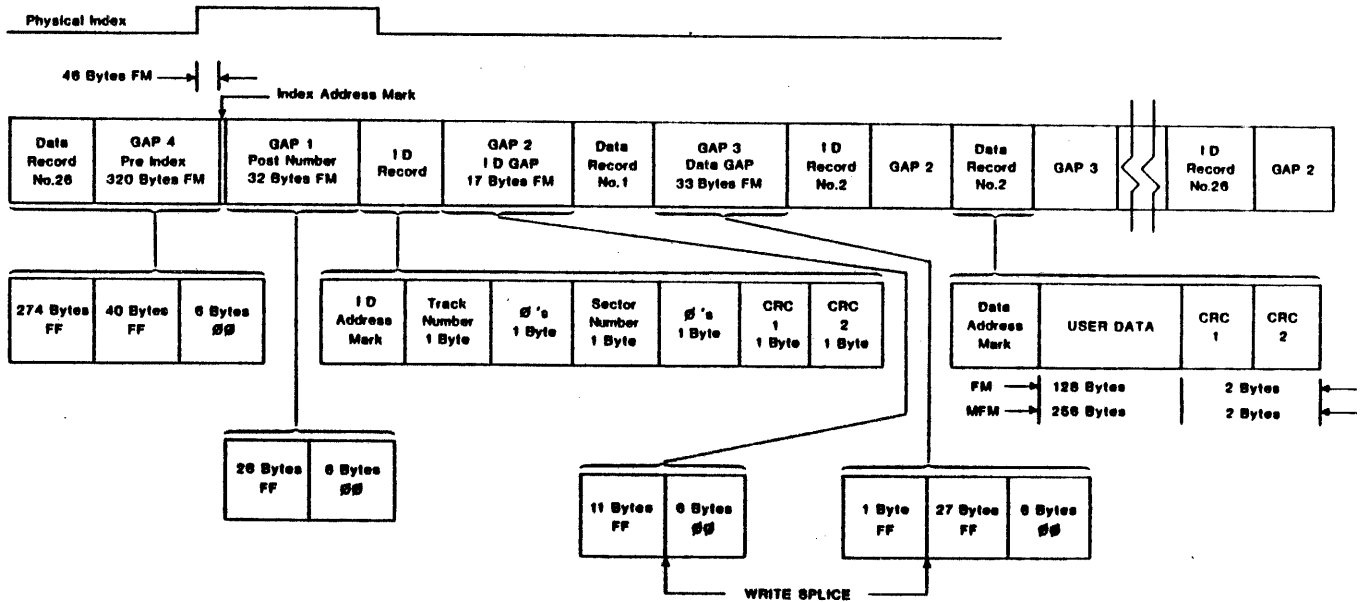 Physical Index
46 Bytes FM
Index Address Mark
Data Record No.26
GAP 4 Pre Index 320 Bytes FM
GAP 1 Post Number 32 Bytes FM
I D Record
GAP 2 I D GAP 17 Bytes FM
Data Record No.1
GAP 3 Data GAP 33 Bytes FM
I D Record No.2
GAP 2
Data Record No.2
GAP 3
I D Record No.26
GAP 2
274 Bytes FF
40 Bytes FF
6 Bytes ØØ
I D Address Mark
Track Number 1 Byte
Ø's 1 Byte
Sector Number 1 Byte
Ø's 1 Byte
CRC 1 1 Byte
CRC 2 1 Byte
Data Address Mark
USER DATA
CRC 1
CRC 2
FM 128 Bytes 2 Bytes
MFM 256 Bytes 2 Bytes
26 Bytes FF
6 Bytes ØØ
11 Bytes FF
6 Bytes ØØ
1 Byte FF
27 Bytes FF
6 Bytes ØØ
WRITE SPLICE